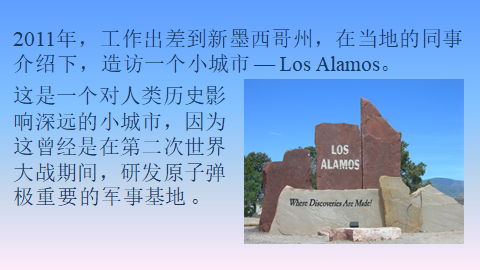 2011年，工作出差到新墨西哥州，在当地的同事
介绍下，造访一个小城市 — Los Alamos。
这是一个对人类历史影
响深远的小城市，因为
这曾经是在第二次世界
大战期间，研发原子弹
极重要的军事基地 。
LOS
ALAMOS
Where Discoveries Are Made!